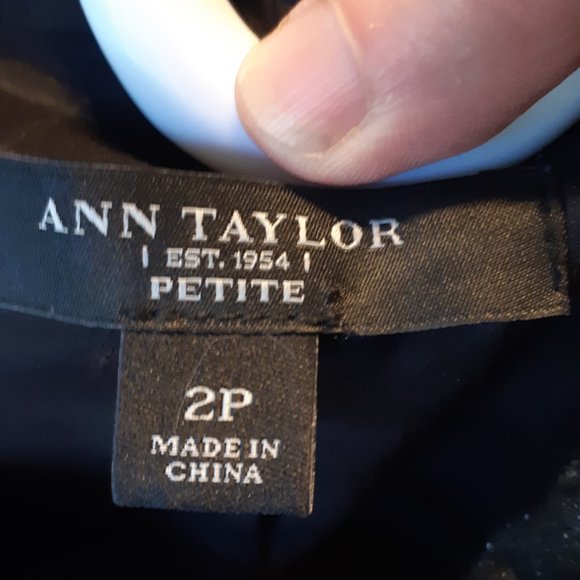 ANN TAYLOR
| EST. 1954 |
PETITE
2P
MADE IN
CHINA